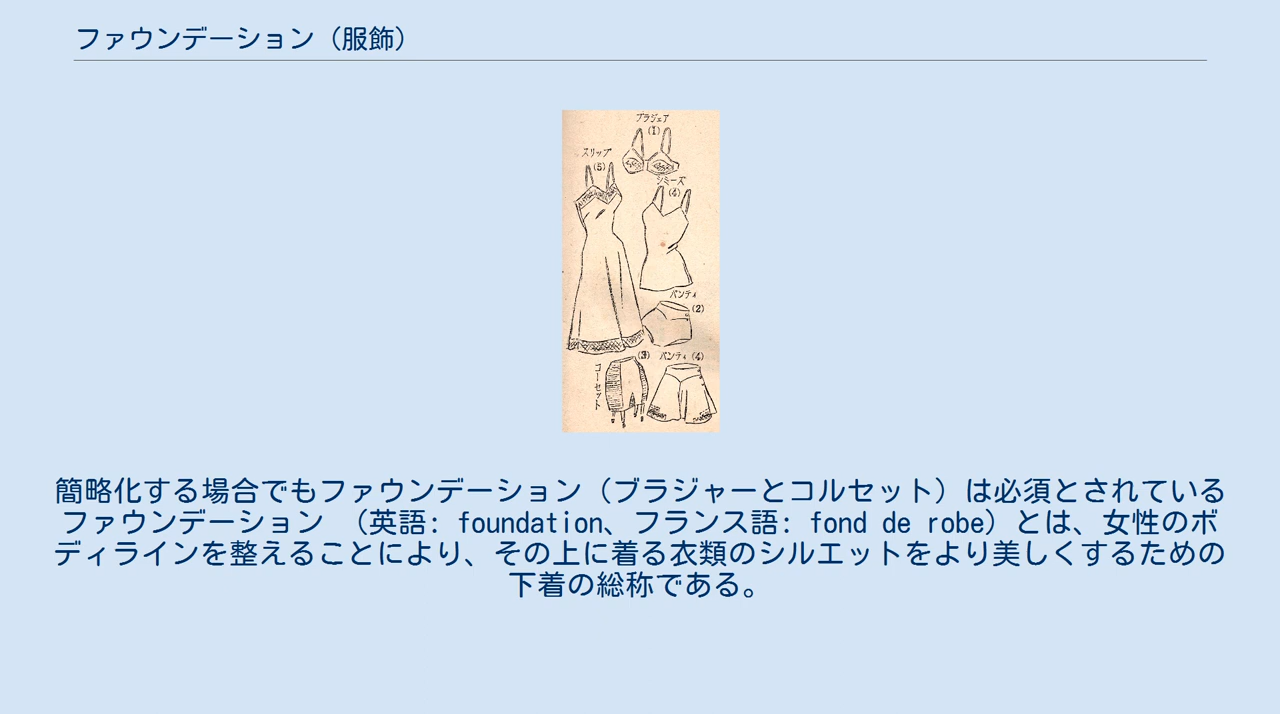 ファウンデーション（服飾）
ブラジェア
(1)
スリップ
(5)
シミーズ
(4)
パンティ
(2)
(3)
パンティ (4)
コーセット
簡略化する場合でもファウンデーション（ブラジャーとコルセット）は必須とされている
ファウンデーション （英語: foundation、フランス語: fond de robe）とは、女性のボ
ディラインを整えることにより、その上に着る衣類のシルエットをより美しくするための
下着の総称である。